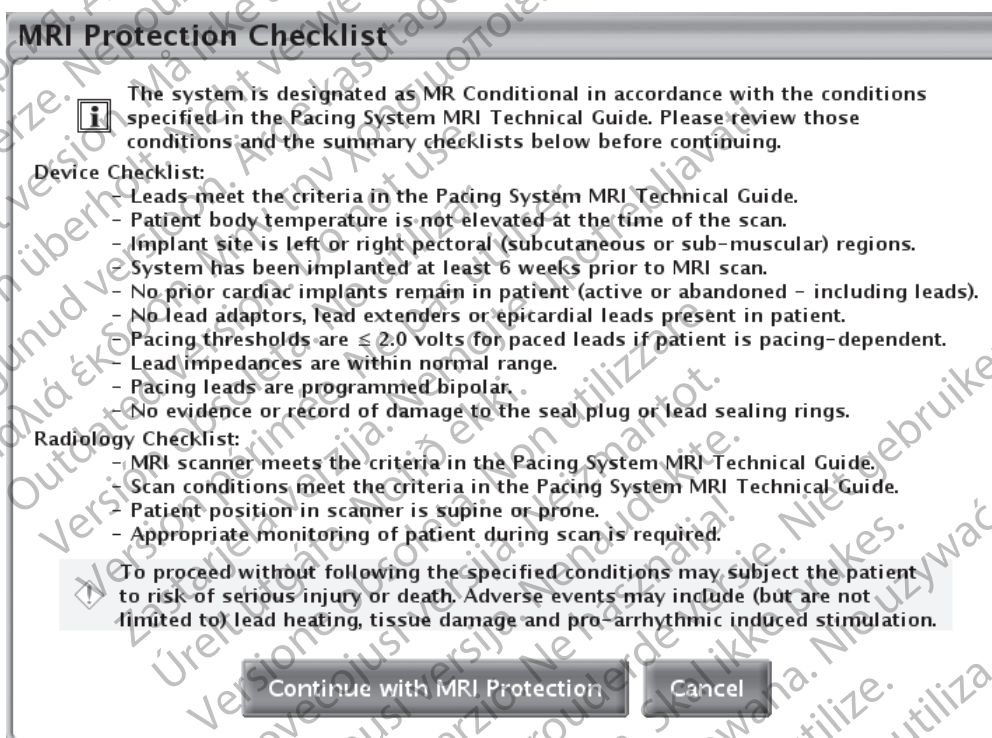 MRI Protection Checklist
The system is designated as MR Conditional in accordance with the conditions
specified in the Pacing System MRI Technical Guide. Please review those
conditions and the summary checklists below before continuing.
Device Checklist:
- Leads meet the criteria in the Pacing System MRI Technical Guide.
- Patient body temperature is not elevated at the time of the scan.
- Implant site is left or right pectoral (subcutaneous or sub-muscular) regions.
- System has been implanted at least 6 weeks prior to MRI scan.
- No prior cardiac implants remain in patient (active or abandoned - including leads).
- No lead adaptors, lead extenders or epicardial leads present in patient.
- Pacing thresholds are ≤ 2.0 volts for paced leads if patient is pacing-dependent.
- Lead impedances are within normal range.
- Pacing leads are programmed bipolar.
- No evidence or record of damage to the seal plug or lead sealing rings.
Radiology Checklist:
- MRI scanner meets the criteria in the Pacing System MRI Technical Guide.
- Scan conditions meet the criteria in the Pacing System MRI Technical Guide.
- Patient position in scanner is supine or prone.
- Appropriate monitoring of patient during scan is required.
To proceed without following the specified conditions may subject the patient
to risk of serious injury or death. Adverse events may include (but are not
limited to) lead heating, tissue damage and pro-arrhythmic induced stimulation.
Continue with MRI Protection
Cancel